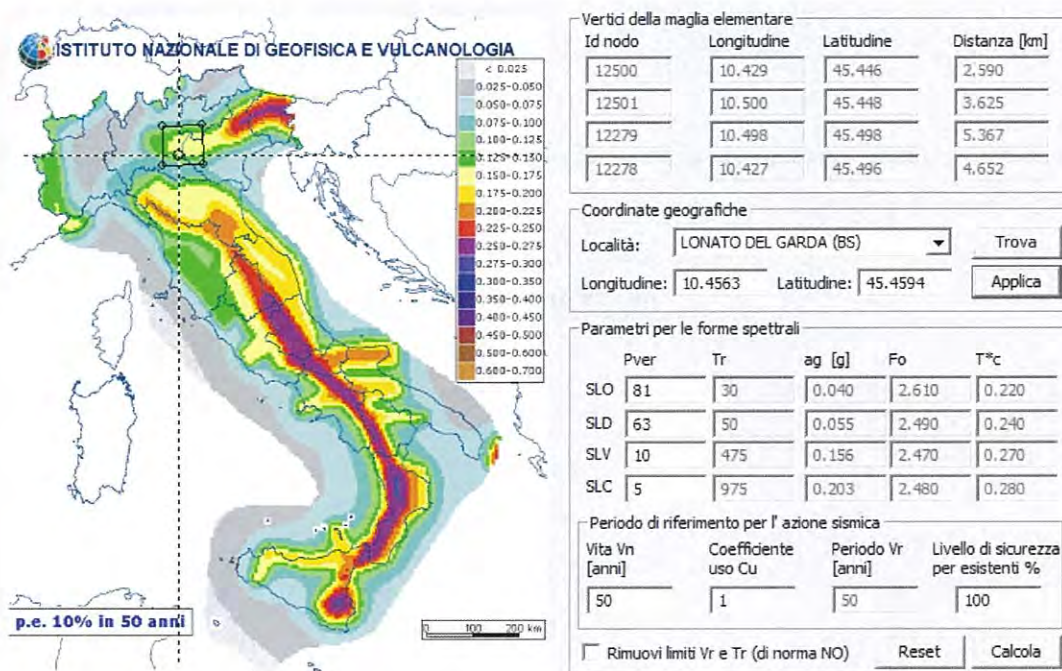 ISTITUTO NAZIONALE DI GEOFISICA E VULCANOLOGIA
< 0.025
0.025-0.050
0.050-0.075
0.075-0.100
0.100-0.125
0.125-0.150
0.150-0.175
0.175-0.200
0.200-0.225
0.225-0.250
0.250-0.275
0.275-0.300
0.300-0.350
0.350-0.400
0.400-0.450
0.450-0.500
0.500-0.600
0.600-0.700
p.e. 10% in 50 anni
0 100 200 km
Vertici della maglia elementare
Id nodo Longitudine Latitudine Distanza [km]
12500 10.429 45.446 2.590
12501 10.500 45.448 3.625
12279 10.498 45.498 5.367
12278 10.427 45.496 4.652
Coordinate geografiche
Località: LONATO DEL GARDA (BS) Trova
Longitudine: 10.4563 Latitudine: 45.4594 Applica
Parametri per le forme spettrali
Pver Tr ag [g] Fo T*c
SLO 81 30 0.040 2.610 0.220
SLD 63 50 0.055 2.490 0.240
SLV 10 475 0.156 2.470 0.270
SLC 5 975 0.203 2.480 0.280
Periodo di riferimento per l' azione sismica
Vita Vn Coefficiente Periodo Vr Livello di sicurezza
[anni] uso Cu [anni] per esistenti %
50 1 50 100
Rimuovi limiti Vr e Tr (di norma NO) Reset Calcola